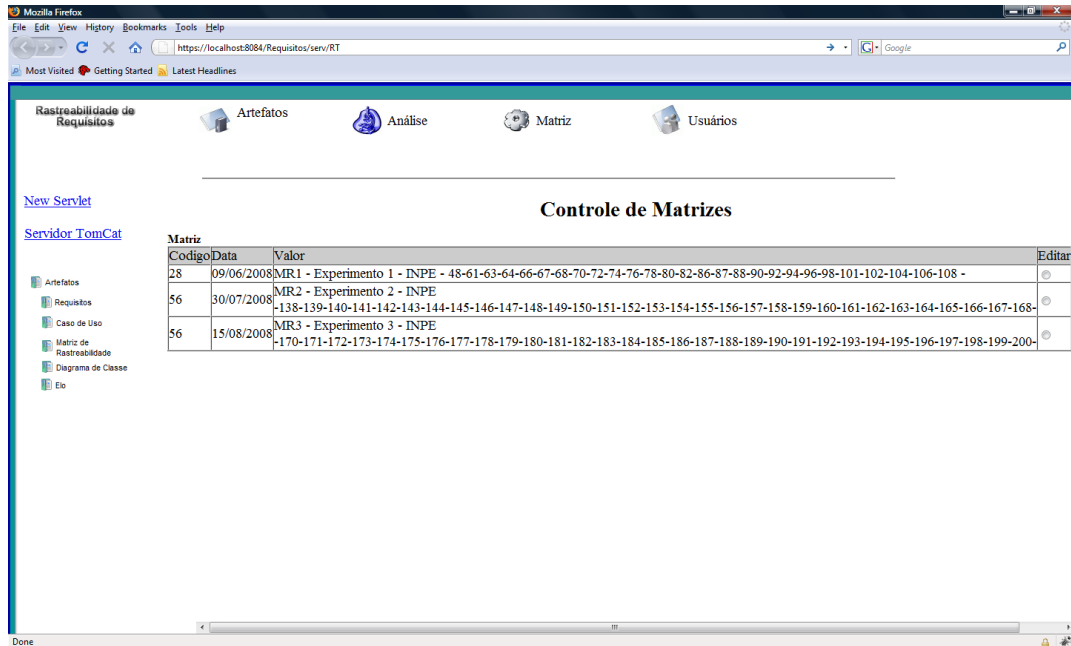 Mozilla Firefox
File Edit View History Bookmarks Tools Help
https://localhost:8084/Requisitos/serv/RT
G Google
Most Visited Getting Started Latest Headlines
Rastreabilidade de
Requisitos
Artefatos
Análise
Matriz
Usuários
New Servlet
Servidor TomCat
Artefatos
Requisitos
Caso de Uso
Matriz de
Rastreabilidade
Diagrama de Classe
Elo
Controle de Matrizes
Matriz
Codigo Data Valor Editar
28 09/06/2008 MR1 - Experimento 1 - INPE - 48-61-63-64-66-67-68-70-72-74-76-78-80-82-86-87-88-90-92-94-96-98-101-102-104-106-108 -
56 30/07/2008 MR2 - Experimento 2 - INPE
-138-139-140-141-142-143-144-145-146-147-148-149-150-151-152-153-154-155-156-157-158-159-160-161-162-163-164-165-166-167-168-
56 15/08/2008 MR3 - Experimento 3 - INPE
-170-171-172-173-174-175-176-177-178-179-180-181-182-183-184-185-186-187-188-189-190-191-192-193-194-195-196-197-198-199-200-
Done